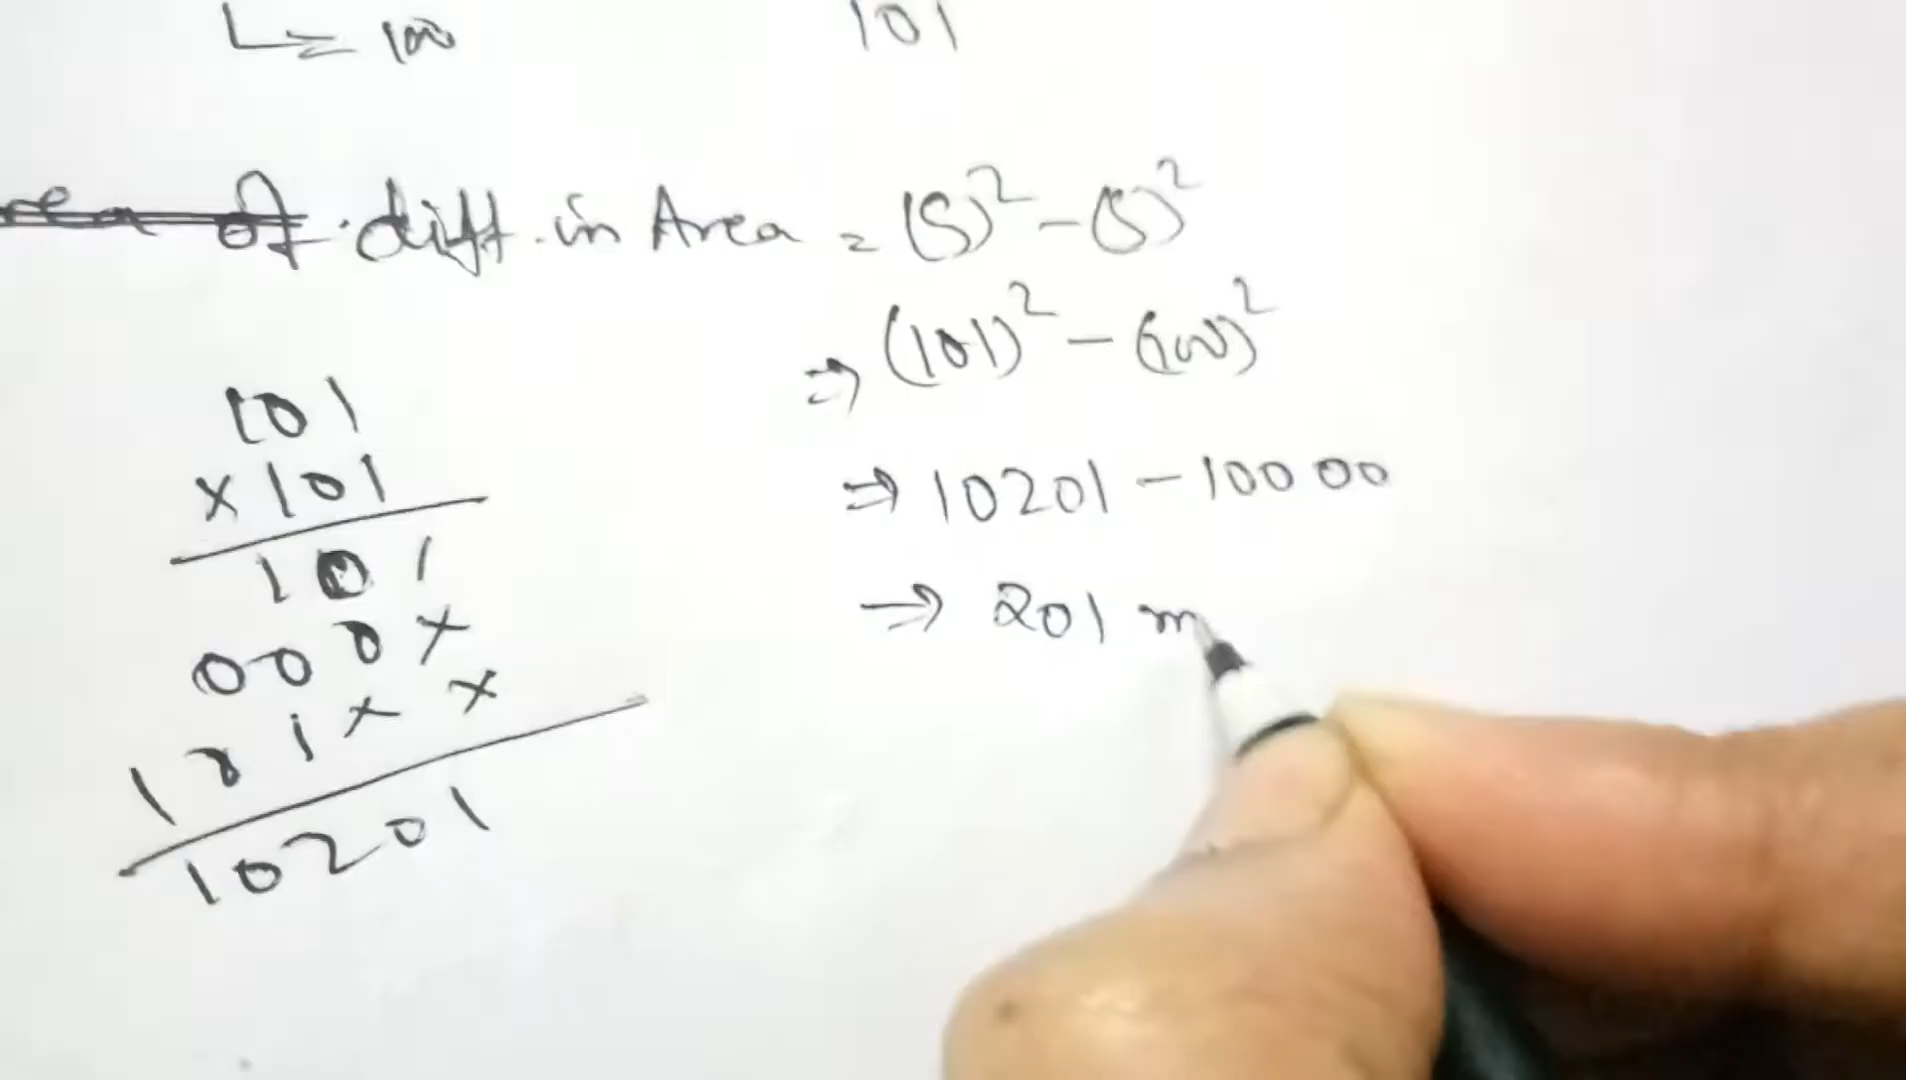 L = 100
101
diff. in Area = (S)² - (S)²
⇒ (101)² - (100)²
⇒ 10201 - 10000
⇒ 201 m
101
× 101
101
000×
101××
10201